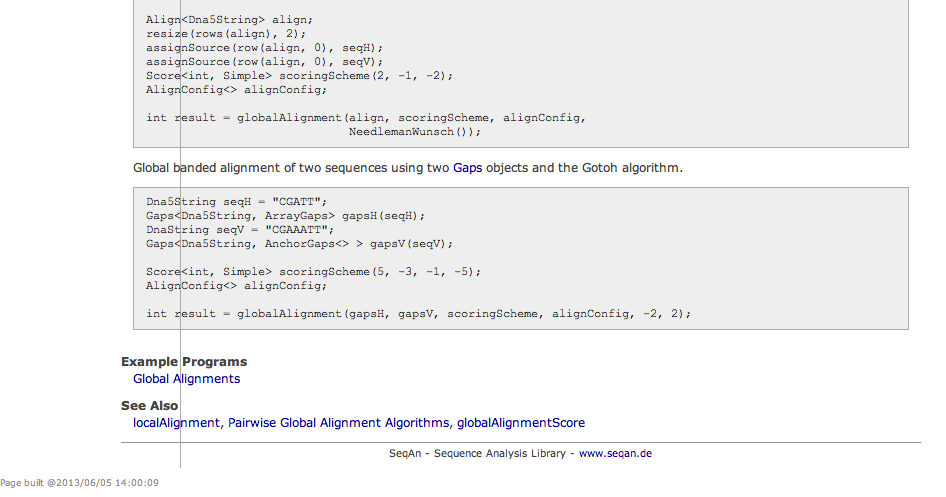 Align<Dna5String> align;
resize(rows(align), 2);
assignSource(row(align, 0), seqH);
assignSource(row(align, 0), seqV);
Score<int, Simple> scoringScheme(2, -1, -2);
AlignConfig<> alignConfig;
int result = globalAlignment(align, scoringScheme, alignConfig,
NeedlemanWunsch());
Global banded alignment of two sequences using two Gaps objects and the Gotoh algorithm.
Dna5String seqH = "CGATT";
Gaps<Dna5String, ArrayGaps> gapsH(seqH);
DnaString seqV = "CGAAATT";
Gaps<Dna5String, AnchorGaps<> > gapsV(seqV);
Score<int, Simple> scoringScheme(5, -3, -1, -5);
AlignConfig<> alignConfig;
int result = globalAlignment(gapsH, gapsV, scoringScheme, alignConfig, -2, 2);
Example Programs
Global Alignments
See Also
localAlignment, Pairwise Global Alignment Algorithms, globalAlignmentScore
SeqAn - Sequence Analysis Library - www.seqan.de
Page built @2013/06/05 14:00:09